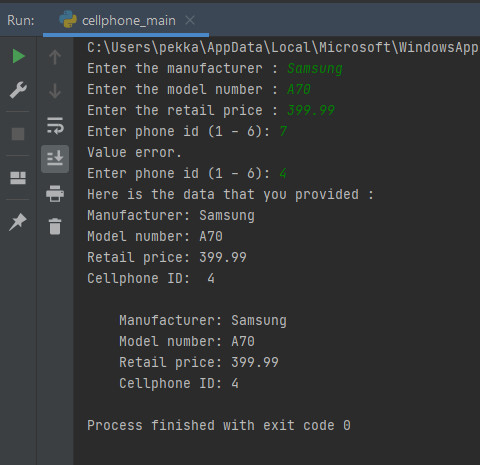 Run: cellphone_main
C:\Users\pekka\AppData\Local\Microsoft\WindowsApp
Enter the manufacturer : Samsung
Enter the model number : A70
Enter the retail price : 399.99
Enter phone id (1 - 6): 7
Value error.
Enter phone id (1 - 6): 4
Here is the data that you provided :
Manufacturer: Samsung
Model number: A70
Retail price: 399.99
Cellphone ID:  4
Manufacturer: Samsung
Model number: A70
Retail price: 399.99
Cellphone ID: 4
Process finished with exit code 0